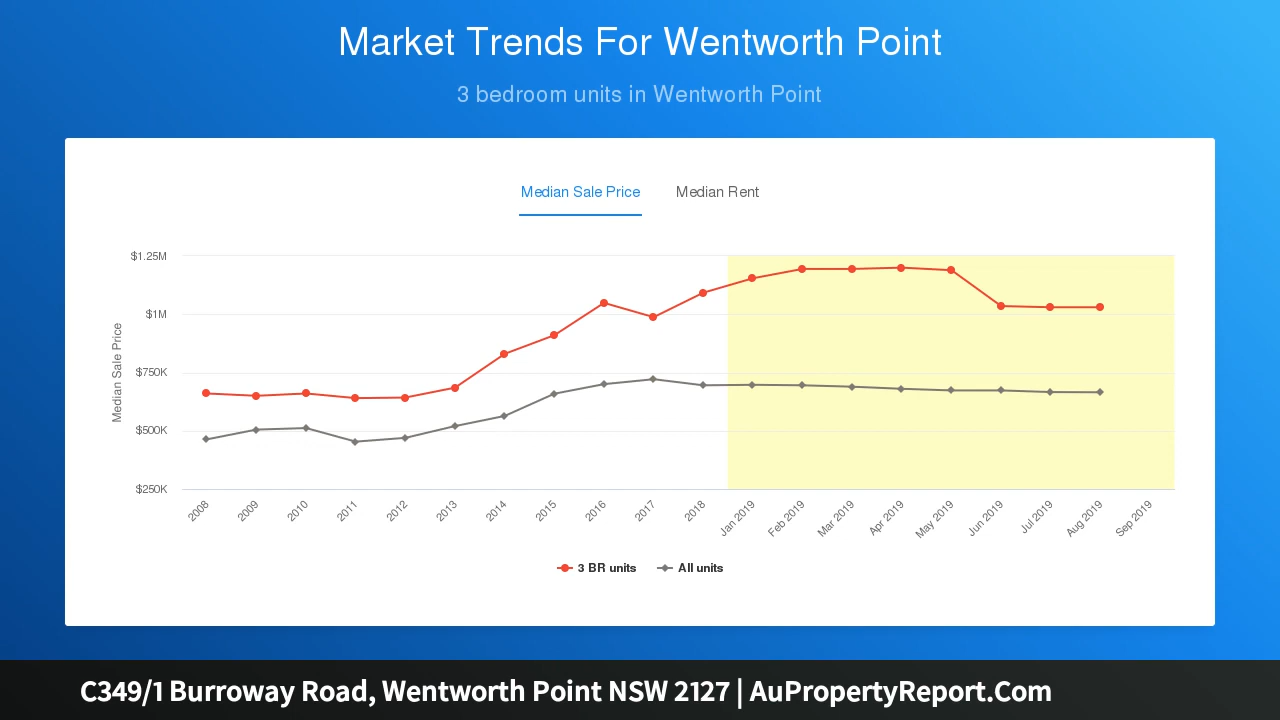 Market Trends For Wentworth Point
3 bedroom units in Wentworth Point
Median Sale Price Median Rent
Median Sale Price
$1.25M
$1M
$750K
$500K
$250K
2008 2009 2010 2011 2012 2013 2014 2015 2016 2017 2018 Jan 2019 Feb 2019 Mar 2019 Apr 2019 May 2019 Jun 2019 Jul 2019 Aug 2019 Sep 2019
3 BR units All units
C349/1 Burroway Road, Wentworth Point NSW 2127 | AuPropertyReport.Com